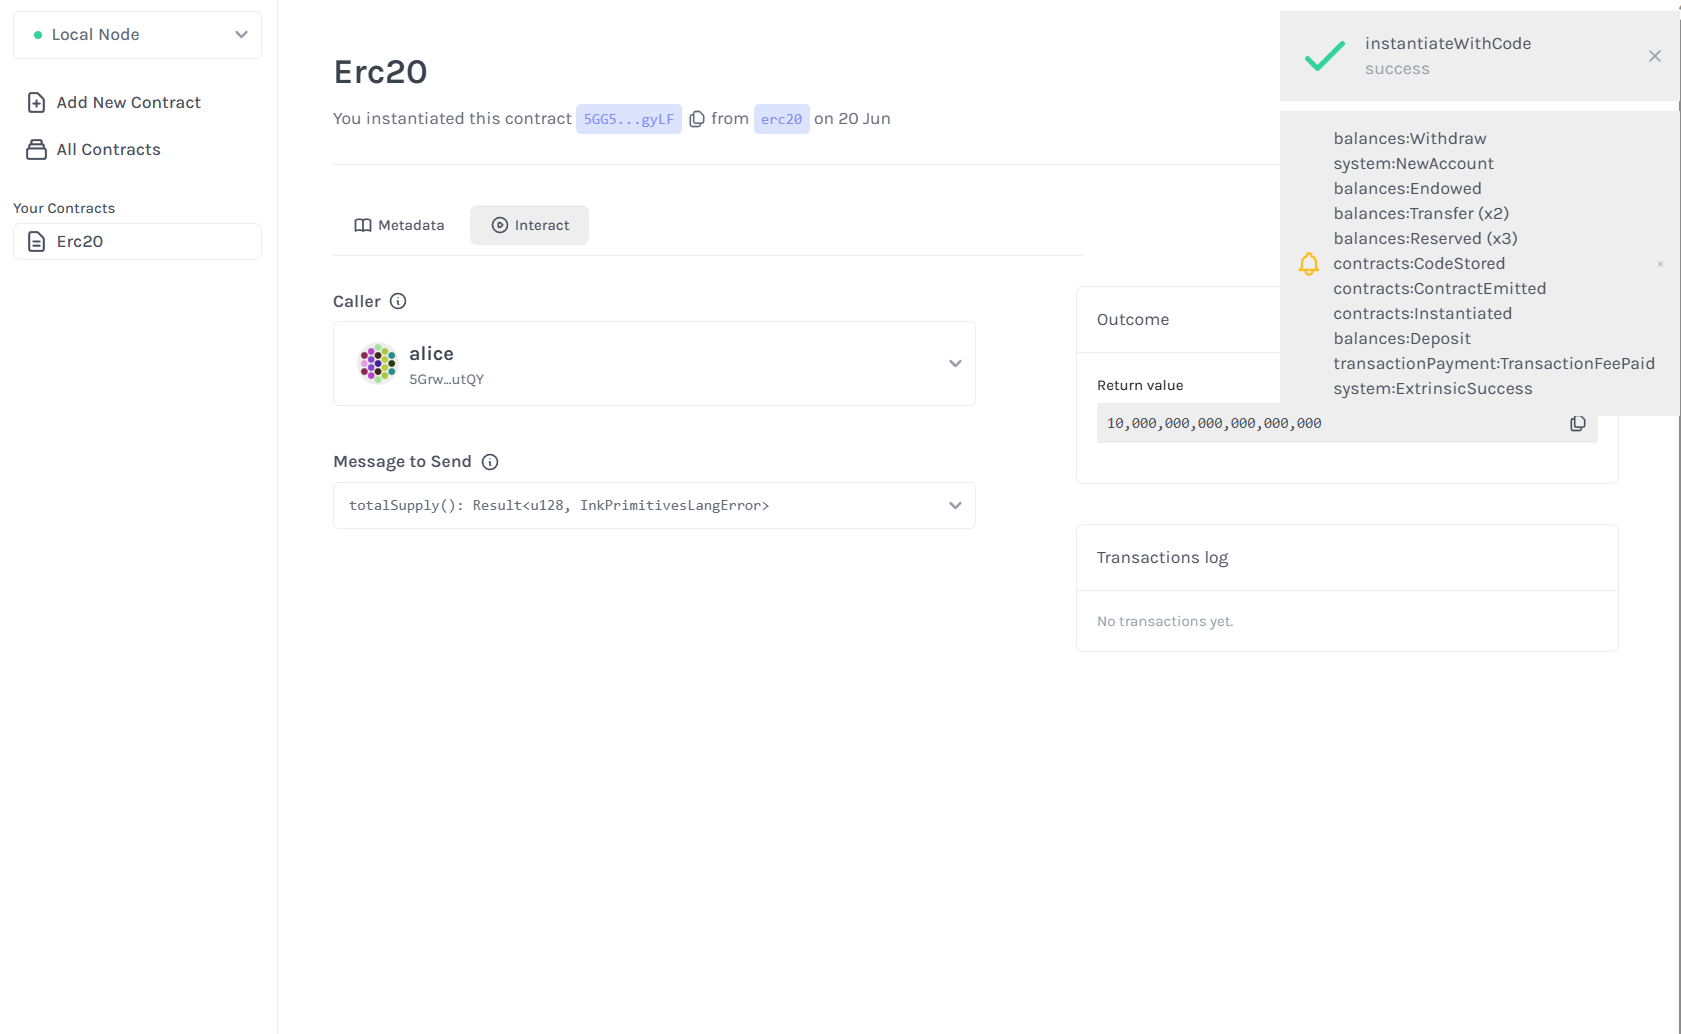 Local Node
Add New Contract
All Contracts
Your Contracts
Erc20
Erc20
You instantiated this contract 5GG5...gyLF from erc20 on 20 Jun
Metadata
Interact
Caller
alice
5Grw...utQY
Message to Send
totalSupply(): Result<u128, InkPrimitivesLangError>
Outcome
Return value
10,000,000,000,000,000,000
Transactions log
No transactions yet.
instantiateWithCode
success
balances:Withdraw
system:NewAccount
balances:Endowed
balances:Transfer (x2)
balances:Reserved (x3)
contracts:CodeStored
contracts:ContractEmitted
contracts:Instantiated
balances:Deposit
transactionPayment:TransactionFeePaid
system:ExtrinsicSuccess